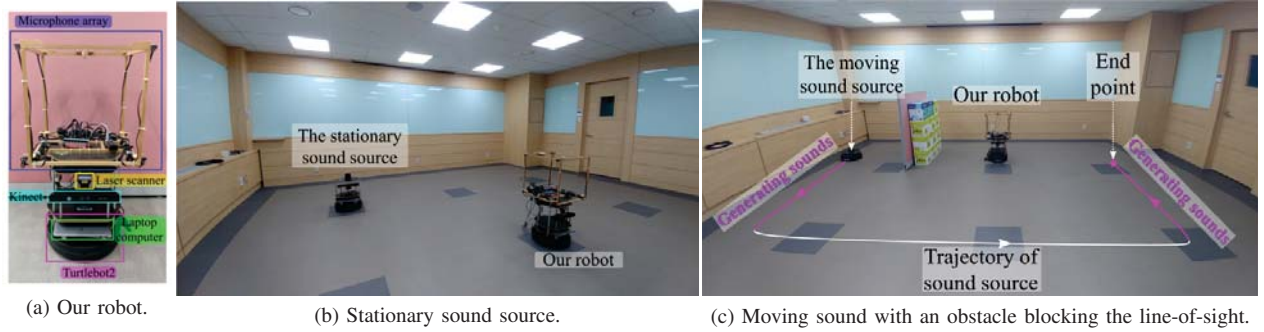 Microphone array
Laser scanner
Kinect
Laptop
computer
Turtlebot2
(a) Our robot.
The stationary
sound source
Our robot
(b) Stationary sound source.
The moving
sound source
Our robot
End
point
Generating sounds
Generating sounds
Trajectory of
sound source
(c) Moving sound with an obstacle blocking the line-of-sight.